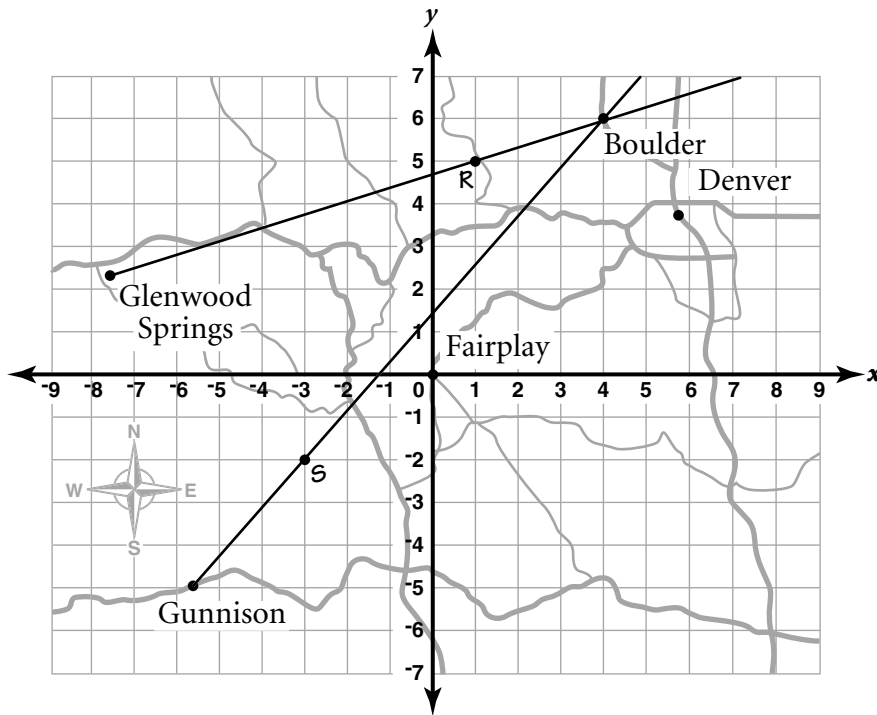 y
7
6
5
4
3
2
1
Boulder
Denver
R
Glenwood
Springs
Fairplay
x
-9 -8 -7 -6 -5 -4 -3 -2 -1 0 1 2 3 4 5 6 7 8 9
-1
-2
-3
-4
-5
-6
-7
N
W E
S
S
Gunnison